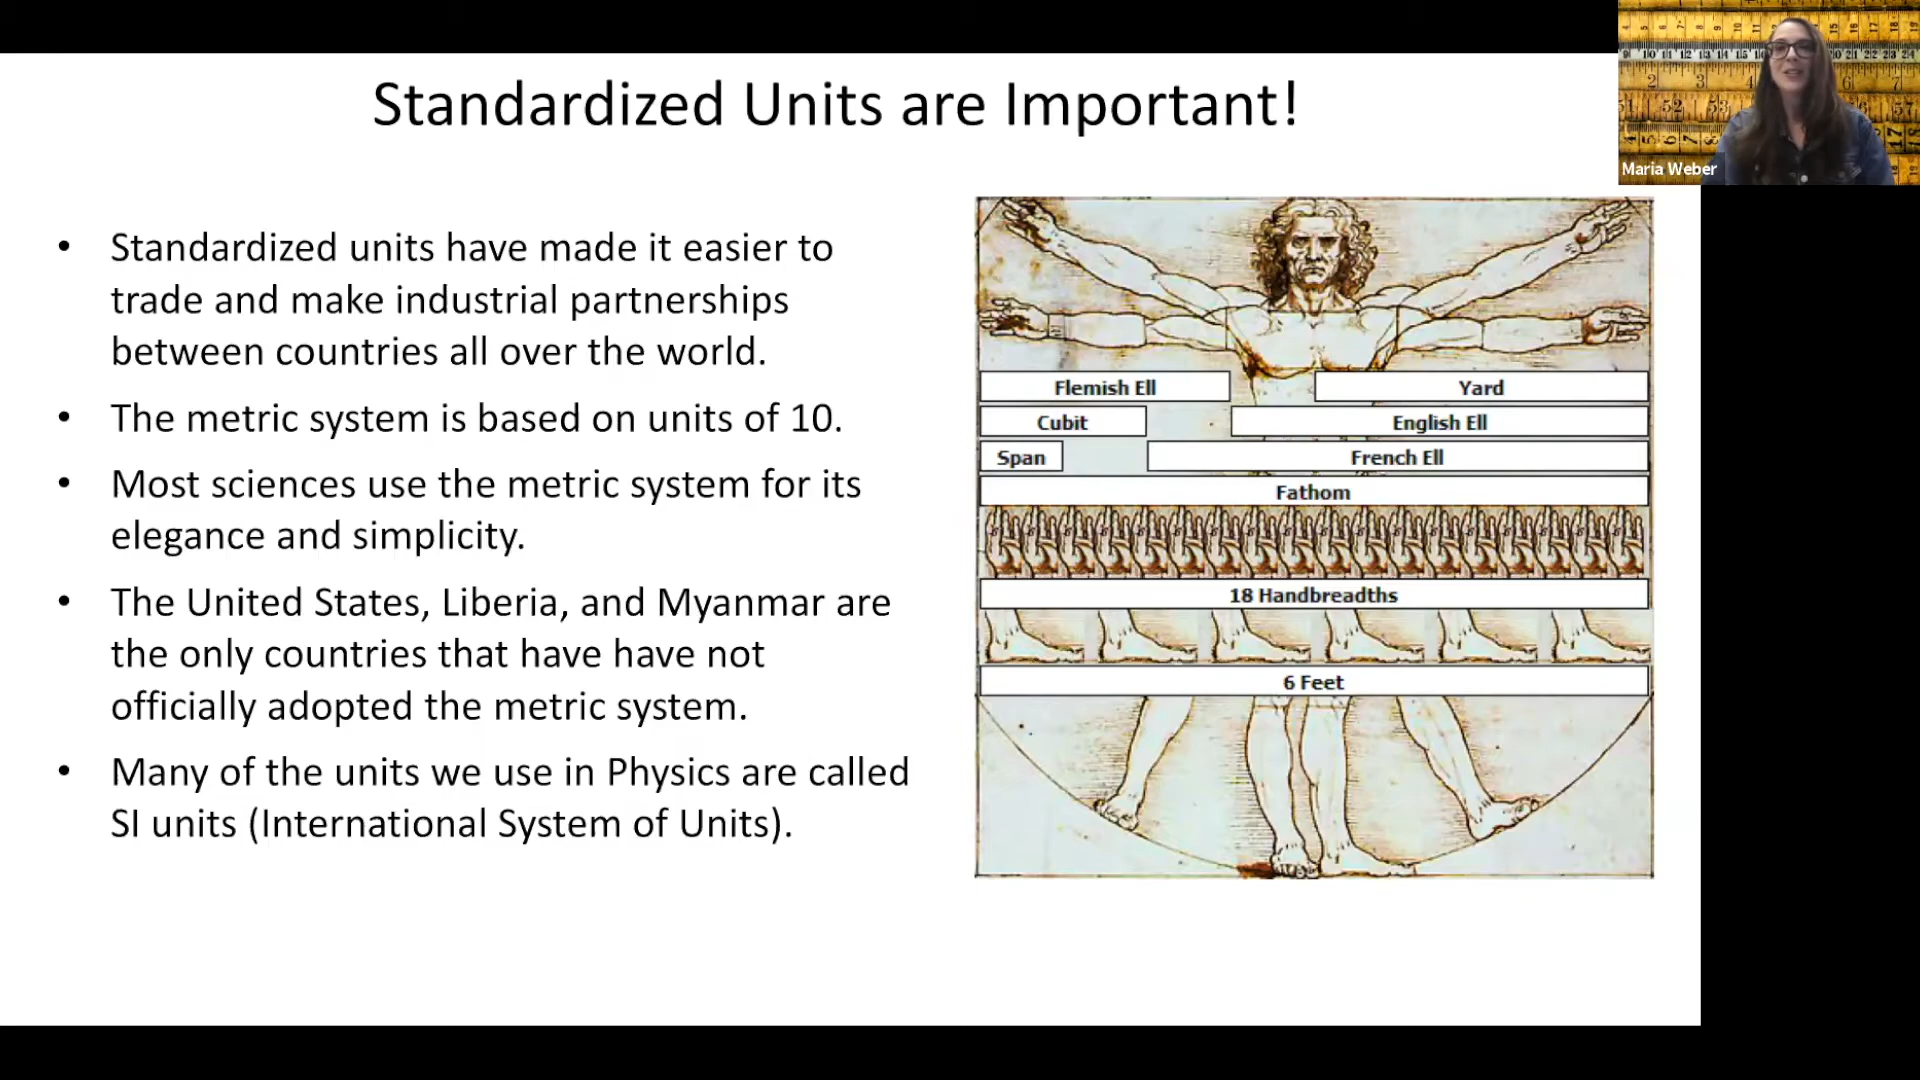 Standardized Units are Important!
Maria Weber
• Standardized units have made it easier to
trade and make industrial partnerships
between countries all over the world.
• The metric system is based on units of 10.
• Most sciences use the metric system for its
elegance and simplicity.
• The United States, Liberia, and Myanmar are
the only countries that have have not
officially adopted the metric system.
• Many of the units we use in Physics are called
SI units (International System of Units).
Flemish Ell
Yard
Cubit
English Ell
Span
French Ell
Fathom
18 Handbreadths
6 Feet